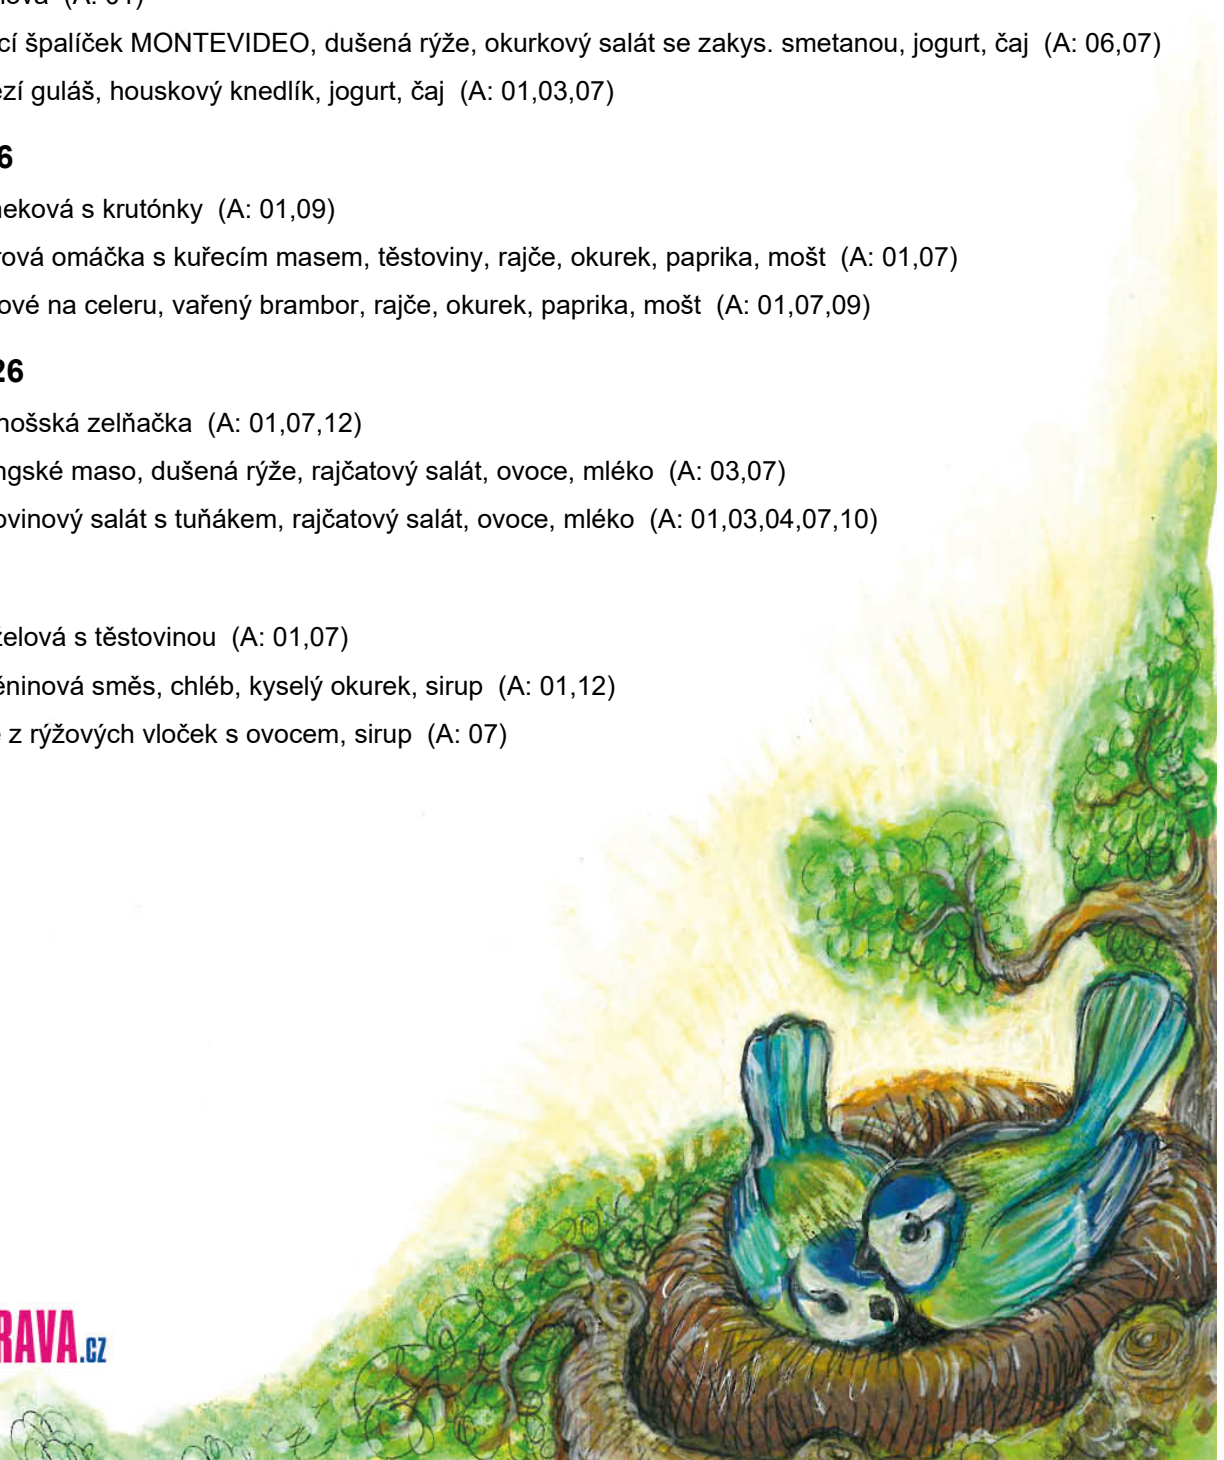 cí špalíček MONTEVIDEO, dušená rýže, okurkový salát se zakys. smetanou, jogurt, čaj (A: 06,07)
ezí guláš, houskový knedlík, jogurt, čaj (A: 01,03,07)
6
neková s krutónky (A: 01,09)
rová omáčka s kuřecím masem, těstoviny, rajče, okurek, paprika, mošt (A: 01,07)
ové na celeru, vařený brambor, rajče, okurek, paprika, mošt (A: 01,07,09)
26
nošská zelňačka (A: 01,07,12)
ngské maso, dušená rýže, rajčatový salát, ovoce, mléko (A: 03,07)
ovinový salát s tuňákem, rajčatový salát, ovoce, mléko (A: 01,03,04,07,10)
želová s těstovinou (A: 01,07)
éninová směs, chléb, kyselý okurek, sirup (A: 01,12)
z rýžových vloček s ovocem, sirup (A: 07)
RAVA.cz